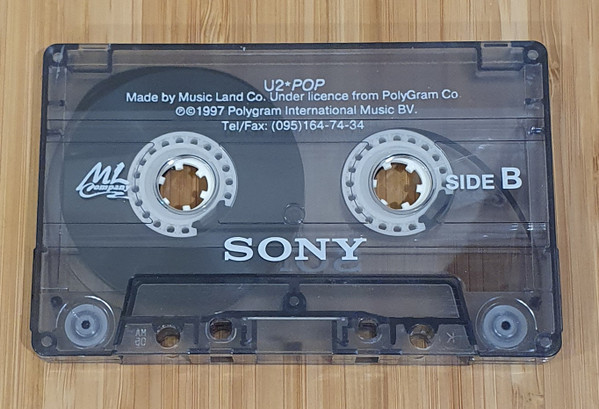 U2*POP
Made by Music Land Co. Under licence from PolyGram Co
℗©1997 Polygram International Music BV.
Tel/Fax: (095)164-74-34
ML
Company
SIDE B
SONY
K